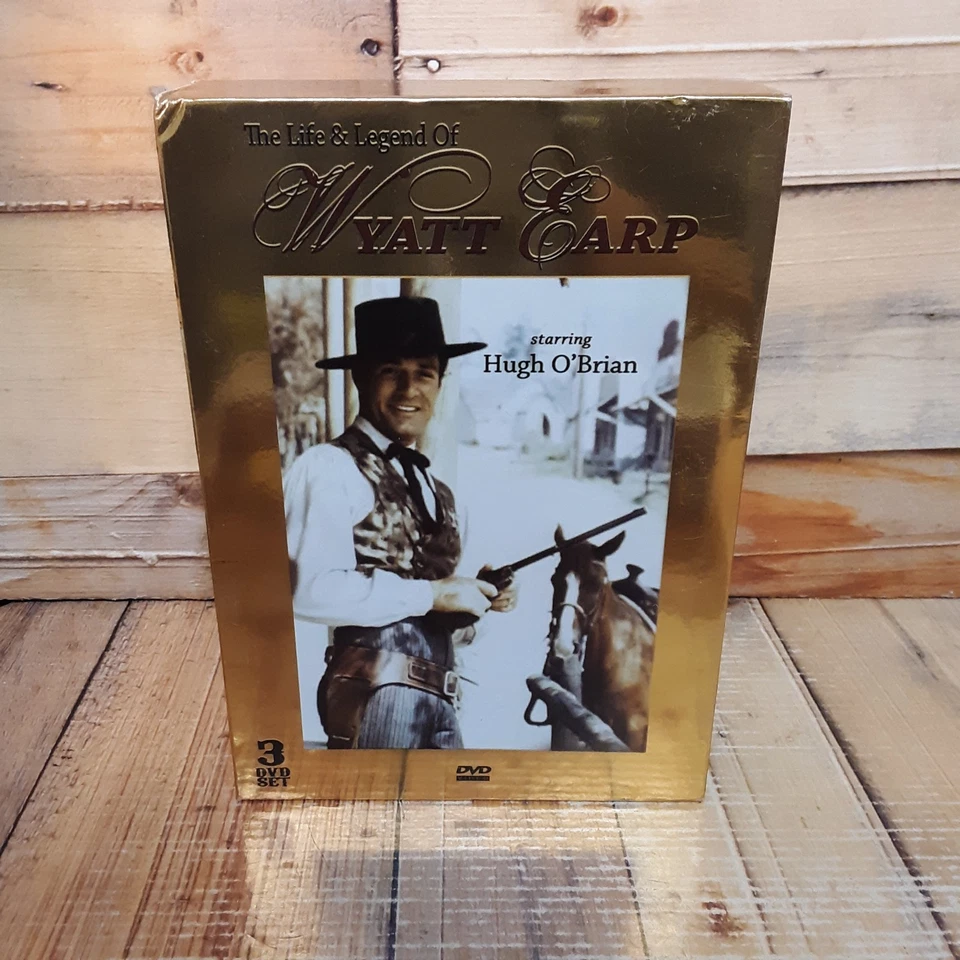 The Life & Legend Of
WYATT EARP
starring
Hugh O'Brian
3
DVD
SET
DVD